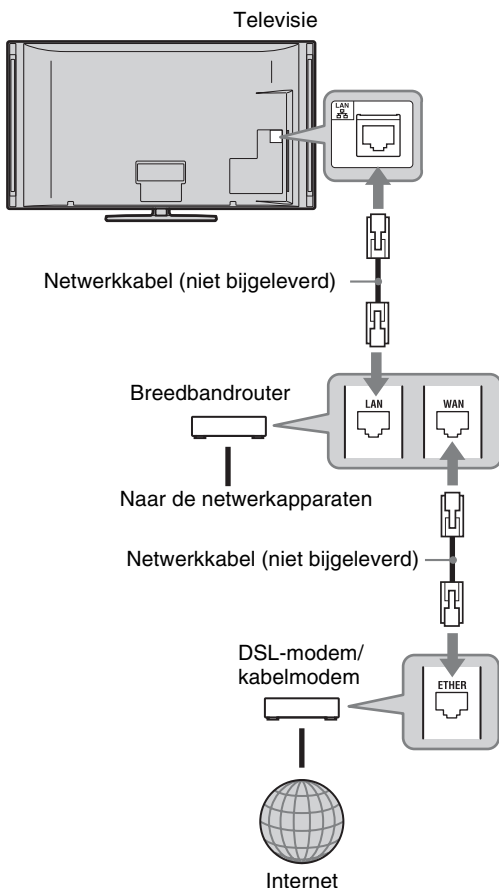 Televisie
LAN
Netwerkkabel (niet bijgeleverd)
Breedbandrouter
LAN
WAN
Naar de netwerkapparaten
Netwerkkabel (niet bijgeleverd)
DSL-modem/
kabelmodem
ETHER
Internet